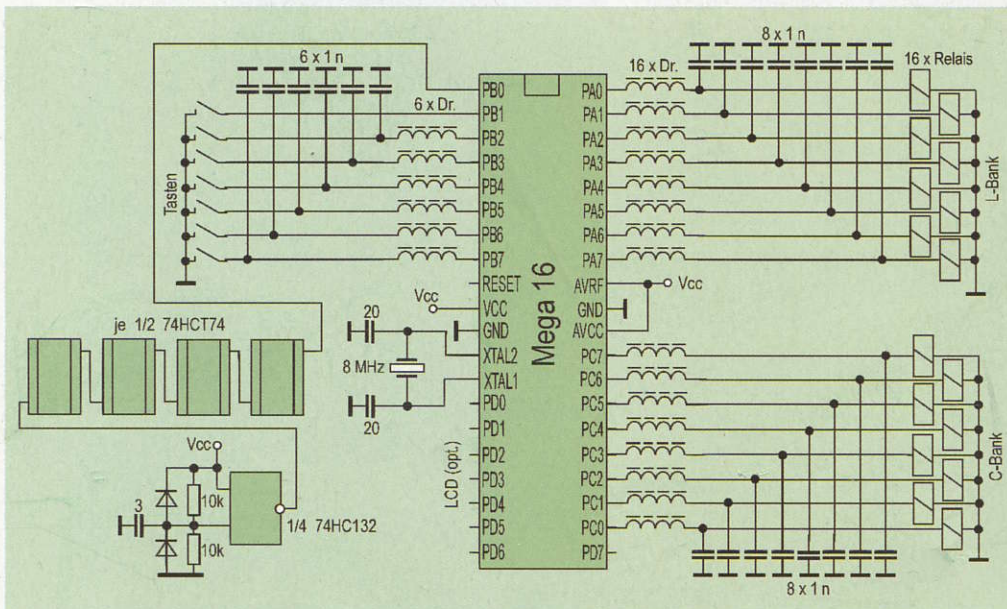 6 x 1 n
8 x 1 n
16 x Relais
6 x Dr.
16 x Dr.
Tasten
PB0
PB1
PB2
PB3
PB4
PB5
PB6
PB7
RESET
VCC
GND
XTAL2
XTAL1
PD0
PD1
PD2
PD3
PD4
PD5
PD6
Mega 16
PA0
PA1
PA2
PA3
PA4
PA5
PA6
PA7
AVRF
GND
AVCC
PC7
PC6
PC5
PC4
PC3
PC2
PC1
PC0
PD7
L-Bank
Vcc
Vcc
20
8 MHz
20
LCD (opt.)
je 1/2 74HCT74
Vcc
10k
3
10k
1/4 74HC132
C-Bank
8 x 1 n